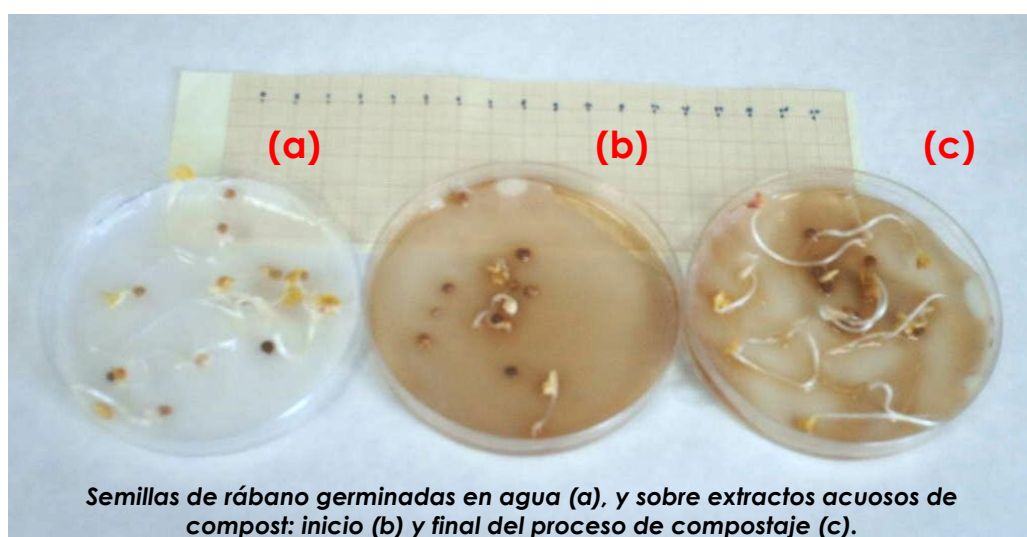 (a) (b) (c)
Semillas de rábano germinadas en agua (a), y sobre extractos acuosos de
compost: inicio (b) y final del proceso de compostaje (c).